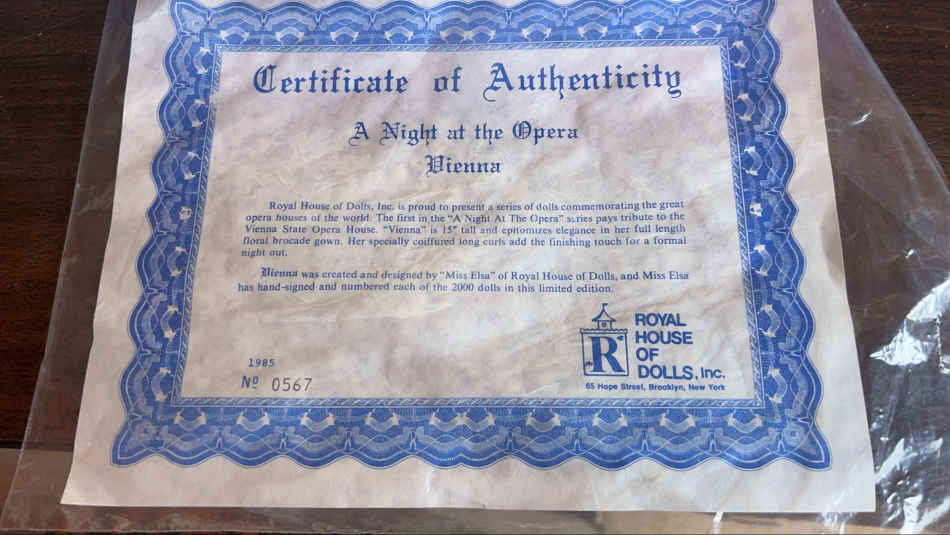 Certificate of Authenticity
A Night at the Opera
Vienna
Royal House of Dolls, Inc. is proud to present a series of dolls commemorating the great
opera houses of the world. The first in the "A Night At The Opera" series pays tribute to the
Vienna State Opera House. "Vienna" is 15" tall and epitomizes elegance in her full length
floral brocade gown. Her specially coiffured long curls add the finishing touch for a formal
night out.
Vienna was created and designed by "Miss Elsa" of Royal House of Dolls, and Miss Elsa
has hand-signed and numbered each of the 2000 dolls in this limited edition.
1985
Nº 0567
R
ROYAL
HOUSE
OF
DOLLS, Inc.
65 Hope Street, Brooklyn, New York